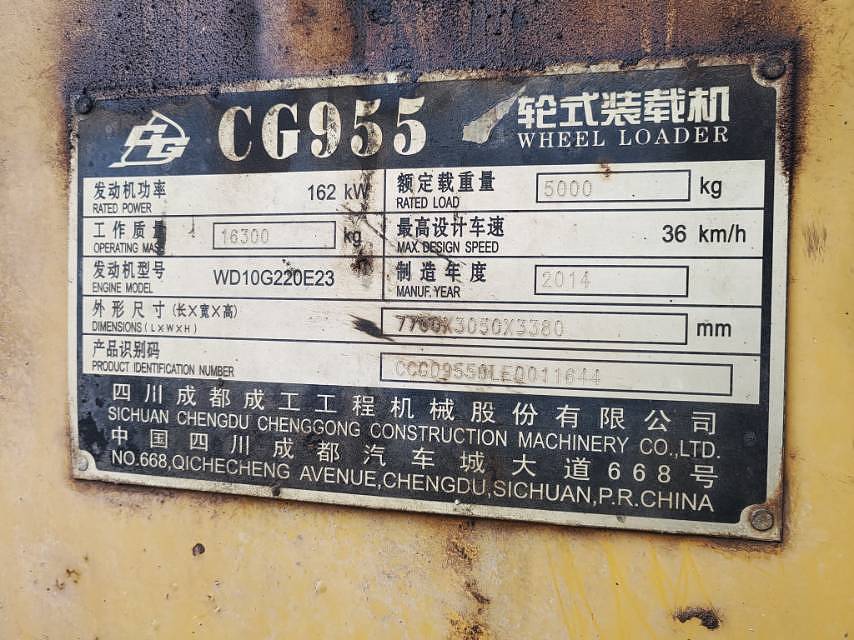 CG CG955 轮式装载机
WHEEL LOADER
发动机功率 162 kW 额定载重量 5000 kg
RATED POWER RATED LOAD
工作质量 16300 kg 最高设计车速 36 km/h
OPERATING MASS MAX.DESIGN SPEED
发动机型号 WD10G220E23 制造年度 2014
ENGINE MODEL MANUF.YEAR
外形尺寸(长×宽×高) 7700X3050X3380 mm
DIMENSIONS(L×W×H)
产品识别码
PRODUCT IDENTIFICATION NUMBER
四川成都成工工程机械股份有限公司
SICHUAN CHENGDU CHENGGONG CONSTRUCTION MACHINERY CO.,LTD.
中国四川成都汽车城大道668号
NO.668,QICHECHENG AVENUE,CHENGDU,SICHUAN,P.R.CHINA